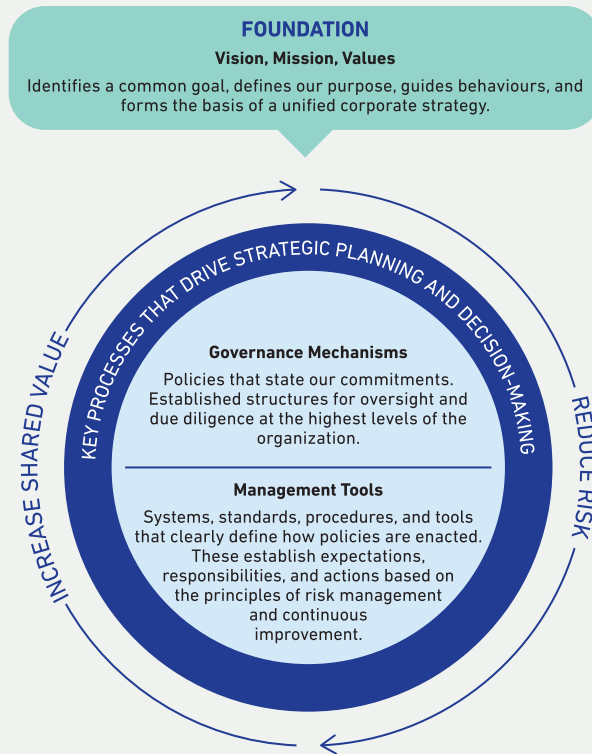 FOUNDATION
Vision, Mission, Values
Identifies a common goal, defines our purpose, guides behaviours, and
forms the basis of a unified corporate strategy.
KEY PROCESSES THAT DRIVE STRATEGIC PLANNING AND DECISION-MAKING
INCREASE SHARED VALUE
REDUCE RISK
Governance Mechanisms
Policies that state our commitments.
Established structures for oversight and
due diligence at the highest levels of the
organization.
Management Tools
Systems, standards, procedures, and tools
that clearly define how policies are enacted.
These establish expectations,
responsibilities, and actions based on
the principles of risk management
and continuous
improvement.